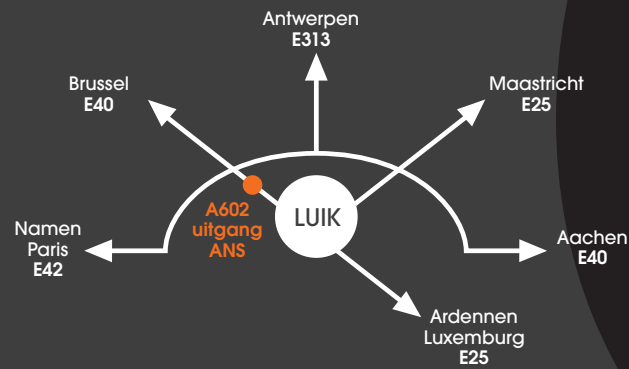 Antwerpen
E313
Brussel
E40
Maastricht
E25
A602
uitgang
ANS
LUIK
Namen
Paris
E42
Aachen
E40
Ardennen
Luxemburg
E25